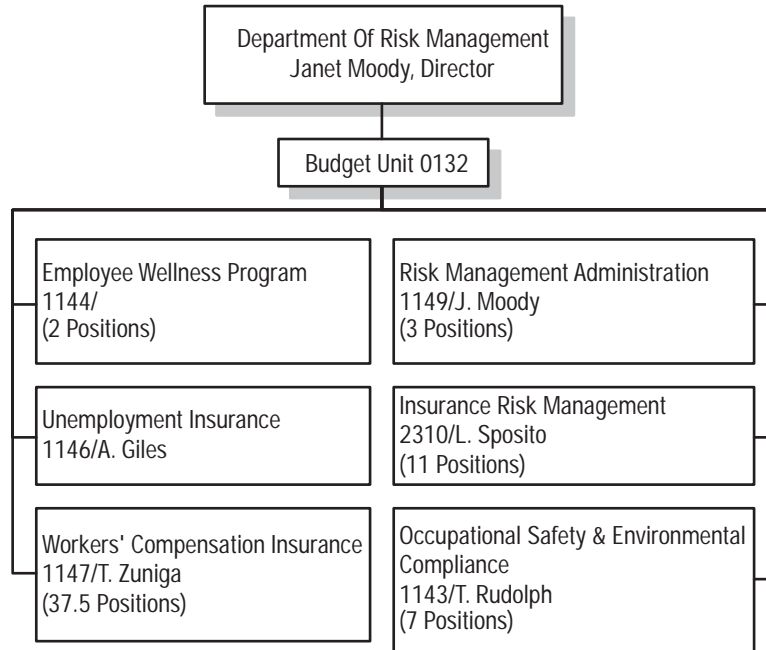 Department Of Risk Management
Janet Moody, Director
Budget Unit 0132
Employee Wellness Program
1144/
(2 Positions)
Risk Management Administration
1149/J. Moody
(3 Positions)
Unemployment Insurance
1146/A. Giles
Insurance Risk Management
2310/L. Sposito
(11 Positions)
Workers' Compensation Insurance
1147/T. Zuniga
(37.5 Positions)
Occupational Safety & Environmental
Compliance
1143/T. Rudolph
(7 Positions)